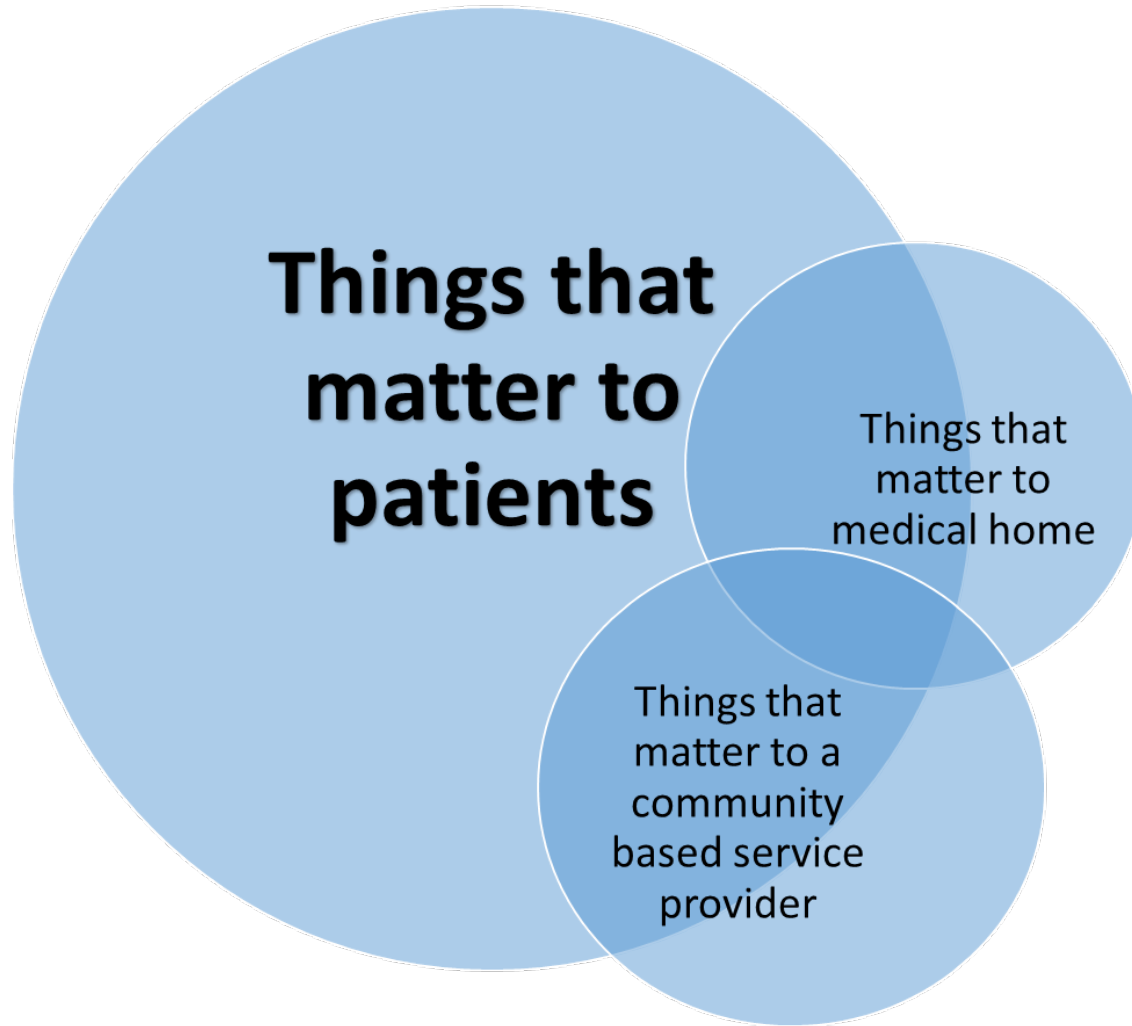 Things that
matter to
patients
Things that
matter to
medical home
Things that
matter to a
community
based service
provider